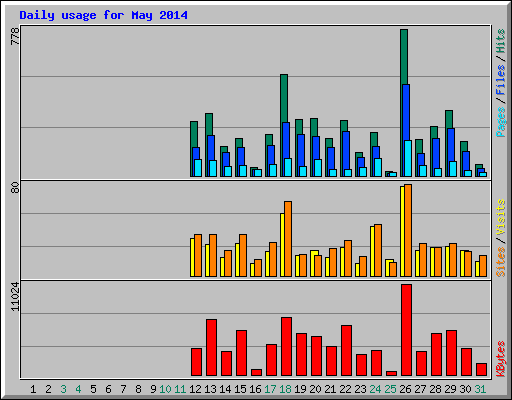 Daily usage for May 2014
778
80
11024
Pages / Files / Hits
Sites / Visits
KBytes
1 2 3 4 5 6 7 8 9 10 11 12 13 14 15 16 17 18 19 20 21 22 23 24 25 26 27 28 29 30 31